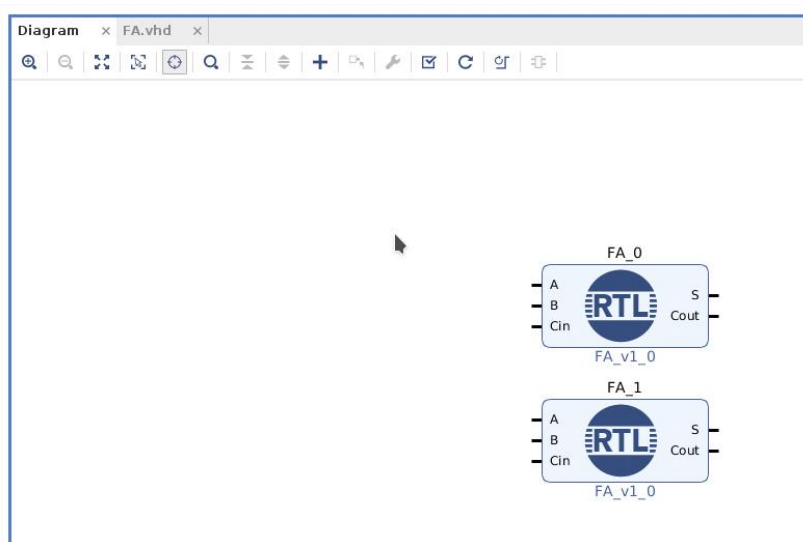 Diagram × FA.vhd ×
FA_0
A
B
Cin
RTL
S
Cout
FA_v1_0
FA_1
A
B
Cin
RTL
S
Cout
FA_v1_0